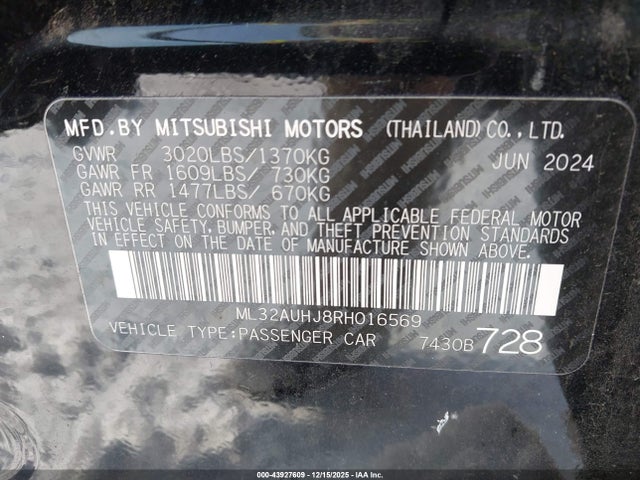 MFD.BY MITSUBISHI MOTORS (THAILAND)CO.,LTD.
GVWR 3020LBS/1370KG JUN 2024
GAWR FR 1609LBS/ 730KG
GAWR RR 1477LBS/ 670KG
THIS VEHICLE CONFORMS TO ALL APPLICABLE FEDERAL MOTOR
VEHICLE SAFETY, BUMPER, AND THEFT PREVENTION STANDARDS
IN EFFECT ON THE DATE OF MANUFACTURE SHOWN ABOVE.
ML32AUHJ8RH016569
VEHICLE TYPE:PASSENGER CAR 7430B 728
000-43927609 - 12/15/2025 - IAA Inc.